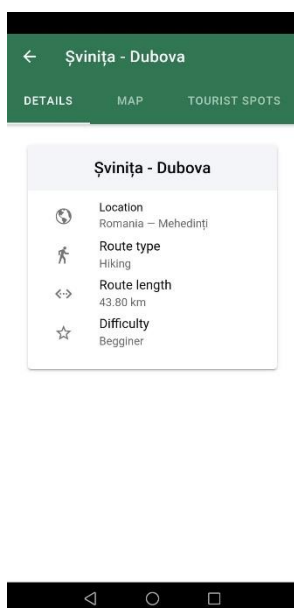 Șvinița - Dubova
DETAILS MAP TOURIST SPOTS
Șvinița - Dubova
Location
Romania — Mehedinți
Route type
Hiking
Route length
43.80 km
Difficulty
Begginer